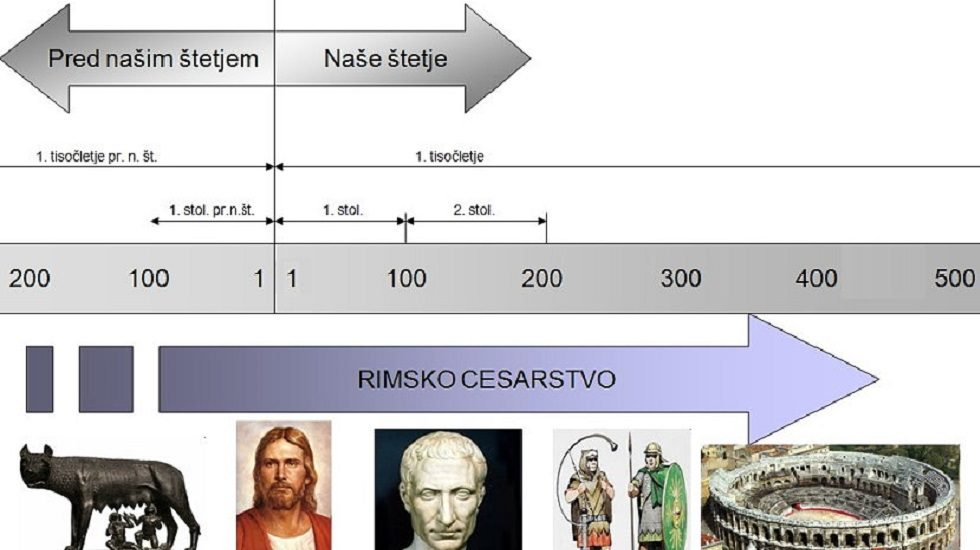 Pred našim štetjem Naše štetje
1. tisočletje pr. n. št. 1. tisočletje
1. stol. pr.n.št. 1. stol. 2. stol.
200 100 1 1 100 200 300 400 500
RIMSKO CESARSTVO